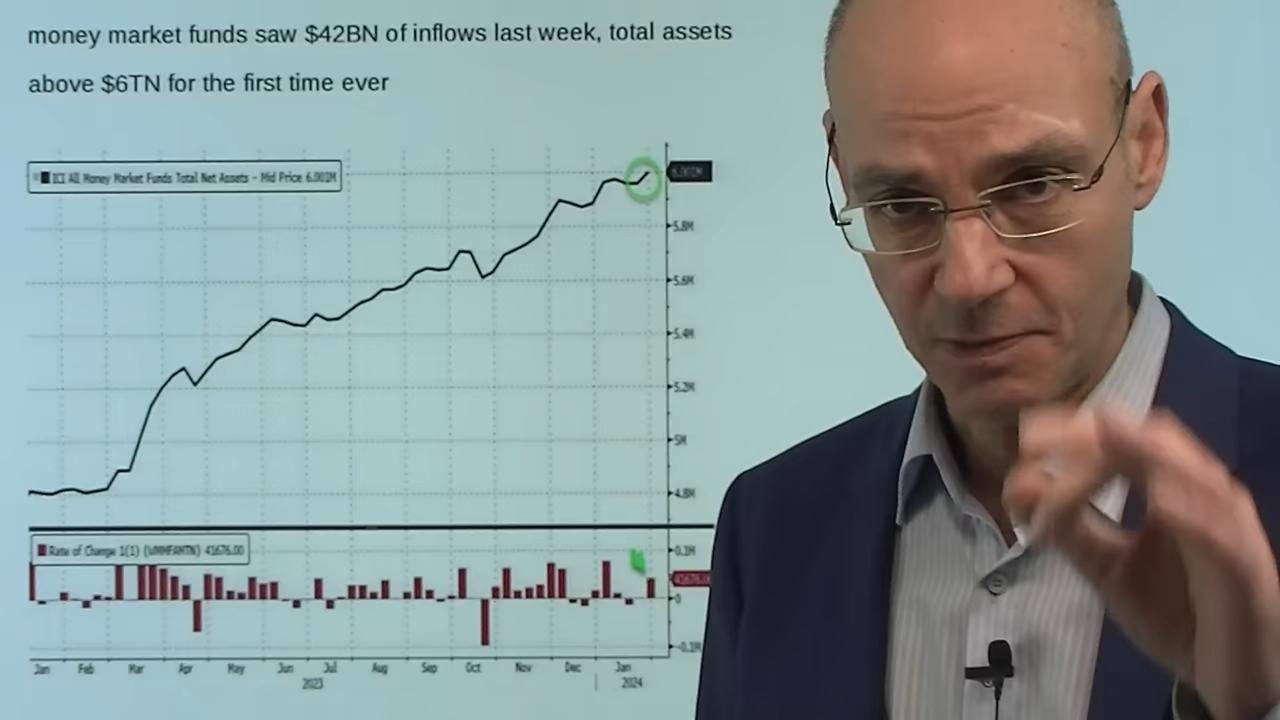 money market funds saw $42BN of inflows last week, total assets
above $6TN for the first time ever
ICI All Money Market Funds Total Net Assets - Mid Price 6.001M
6.001M
5.8M
5.6M
5.4M
5.2M
5M
4.8M
Rate of Change 1(1) (WMMFAMTN) 41676.00
0.1M
41676.00
0
-0.1M
Jan Feb Mar Apr May Jun Jul Aug Sep Oct Nov Dec Jan
2023 2024